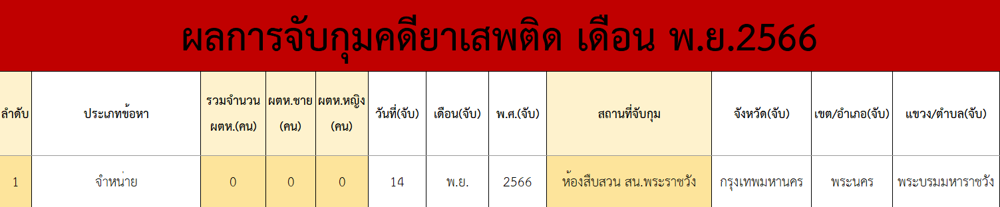 ผลการจับกุมคดียาเสพติด เดือน พ.ย.2566
ลำดับ ประเภทข้อหา รวมจำนวน ผตห.(คน) ผตห.ชาย (คน) ผตห.หญิง (คน) วันที่(จับ) เดือน(จับ) พ.ศ.(จับ) สถานที่จับกุม จังหวัด(จับ) เขต/อำเภอ(จับ) แขวง/ตำบล(จับ)
1 จำหน่าย 0 0 0 14 พ.ย. 2566 ห้องสืบสวน สน.พระราชวัง กรุงเทพมหานคร พระนคร พระบรมมหาราชวัง